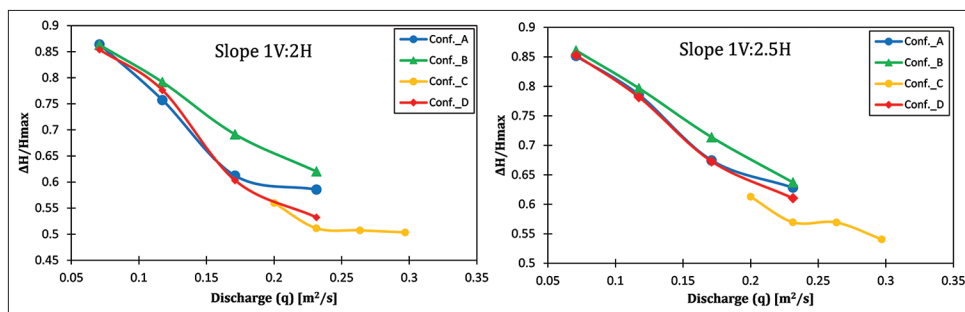 Slope 1V:2H
Conf._A
Conf._B
Conf._C
Conf._D
ΔH/Hmax
0.9
0.85
0.8
0.75
0.7
0.65
0.6
0.55
0.5
0.45
0.05
0.1
0.15
0.2
0.25
0.3
0.35
Discharge (q) [m²/s]
Slope 1V:2.5H
Conf._A
Conf._B
Conf._C
Conf._D
ΔH/Hmax
0.9
0.85
0.8
0.75
0.7
0.65
0.6
0.55
0.5
0.05
0.1
0.15
0.2
0.25
0.3
0.35
Discharge (q) [m²/s]